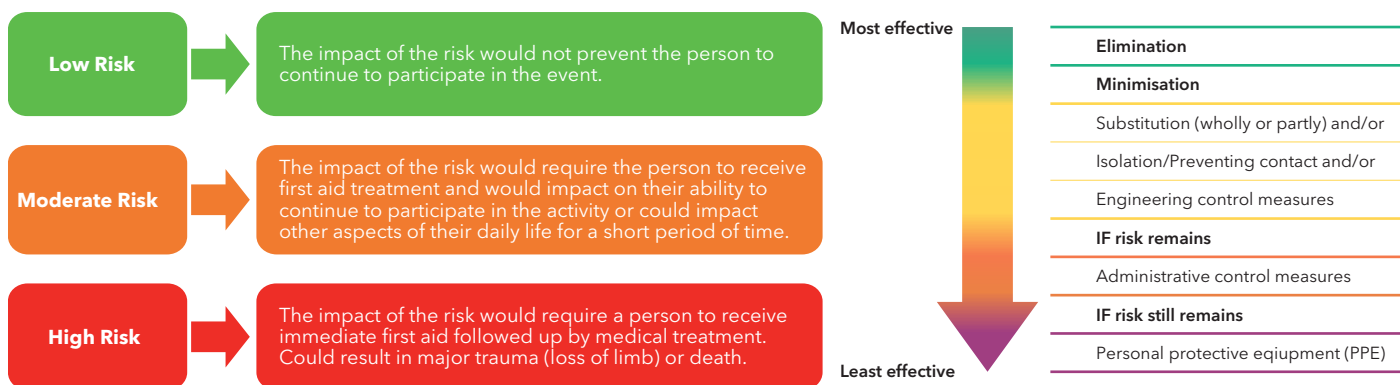 Low Risk
The impact of the risk would not prevent the person to
continue to participate in the event.
Moderate Risk
The impact of the risk would require the person to receive
first aid treatment and would impact on their ability to
continue to participate in the activity or could impact
other aspects of their daily life for a short period of time.
High Risk
The impact of the risk would require a person to receive
immediate first aid followed up by medical treatment.
Could result in major trauma (loss of limb) or death.
Most effective
Least effective
Elimination
Minimisation
Substitution (wholly or partly) and/or
Isolation/Preventing contact and/or
Engineering control measures
IF risk remains
Administrative control measures
IF risk still remains
Personal protective eqiupment (PPE)